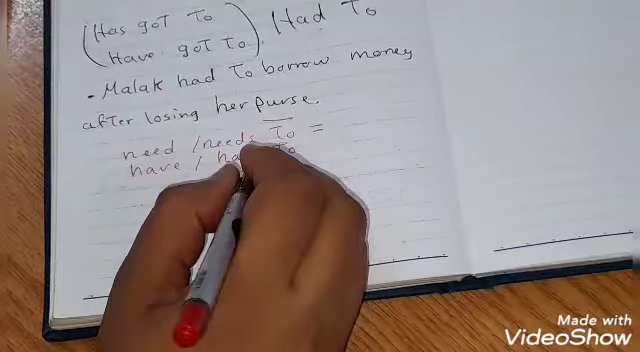 (Has got To
Have got To.) Had To
• Malak had To borrow money
after losing her purse.
need / needs To =
have / To
Made with
VideoShow